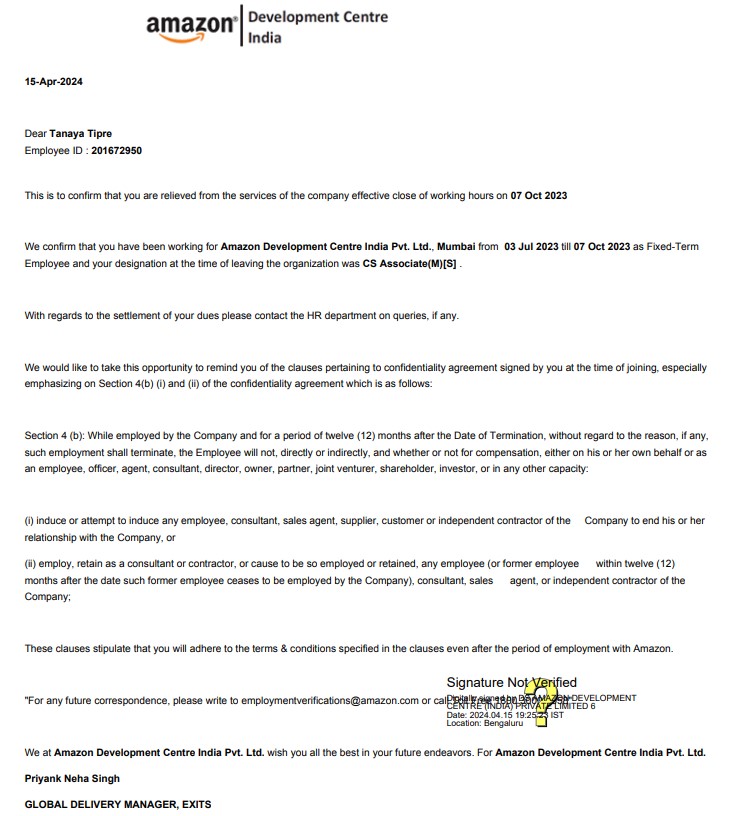 amazon
Development Centre
India
15-Apr-2024
Dear Tanaya Tipre
Employee ID : 201672950
This is to confirm that you are relieved from the services of the company effective close of working hours on 07 Oct 2023
We confirm that you have been working for Amazon Development Centre India Pvt. Ltd., Mumbai from 03 Jul 2023 till 07 Oct 2023 as Fixed-Term
Employee and your designation at the time of leaving the organization was CS Associate(M)[S] .
With regards to the settlement of your dues please contact the HR department on queries, if any.
We would like to take this opportunity to remind you of the clauses pertaining to confidentiality agreement signed by you at the time of joining, especially
emphasizing on Section 4(b) (i) and (ii) of the confidentiality agreement which is as follows:
Section 4 (b): While employed by the Company and for a period of twelve (12) months after the Date of Termination, without regard to the reason, if any,
such employment shall terminate, the Employee will not, directly or indirectly, and whether or not for compensation, either on his or her own behalf or as
an employee, officer, agent, consultant, director, owner, partner, joint venturer, shareholder, investor, or in any other capacity:
(i) induce or attempt to induce any employee, consultant, sales agent, supplier, customer or independent contractor of the Company to end his or her
relationship with the Company, or
(ii) employ, retain as a consultant or contractor, or cause to be so employed or retained, any employee (or former employee within twelve (12)
months after the date such former employee ceases to be employed by the Company), consultant, sales agent, or independent contractor of the
Company;
These clauses stipulate that you will adhere to the terms & conditions specified in the clauses even after the period of employment with Amazon.
Signature Not Verified
"For any future correspondence, please write to employmentverifications@amazon.com or call
Digitally signed by DS AMAZON DEVELOPMENT
CENTRE (INDIA) PRIVATE LIMITED 6
Date: 2024.04.15 19:25:23 IST
Location: Bengaluru
We at Amazon Development Centre India Pvt. Ltd. wish you all the best in your future endeavors. For Amazon Development Centre India Pvt. Ltd.
Priyank Neha Singh
GLOBAL DELIVERY MANAGER, EXITS